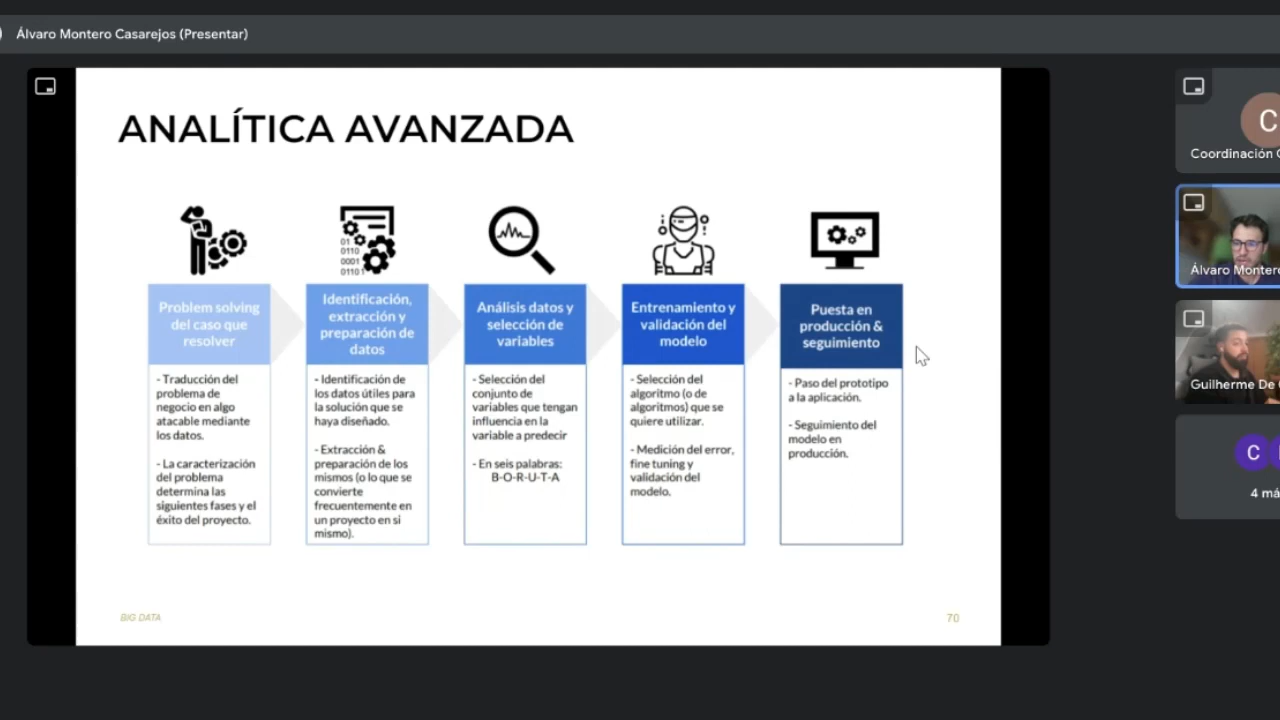 Álvaro Montero Casarejos (Presentar)
ANALÍTICA AVANZADA
01
0110
0001
0110
Problem solving
del caso que
resolver
- Traducción del
problema de
negocio en algo
atacable mediante
los datos.
- La caracterización
del problema
determina las
siguientes fases y el
éxito del proyecto.
Identificación,
extracción y
preparación de
datos
- Identificación de
los datos útiles para
la solución que se
haya diseñado.
- Extracción &
preparación de los
mismos (o lo que se
convierte
frecuentemente en
un proyecto en si
mismo).
Análisis datos y
selección de
variables
- Selección del
conjunto de
variables que tengan
influencia en la
variable a predecir
- En seis palabras:
B-O-R-U-T-A
Entrenamiento y
validación del
modelo
- Selección del
algoritmo (o de
algoritmos) que se
quiere utilizar.
- Medición del error,
fine tuning y
validación del
modelo.
Puesta en
producción &
seguimiento
- Paso del prototipo
a la aplicación.
- Seguimiento del
modelo en
producción.
BIG DATA
70
C
Coordinación
Álvaro Montero
Guilherme De
C
4 má